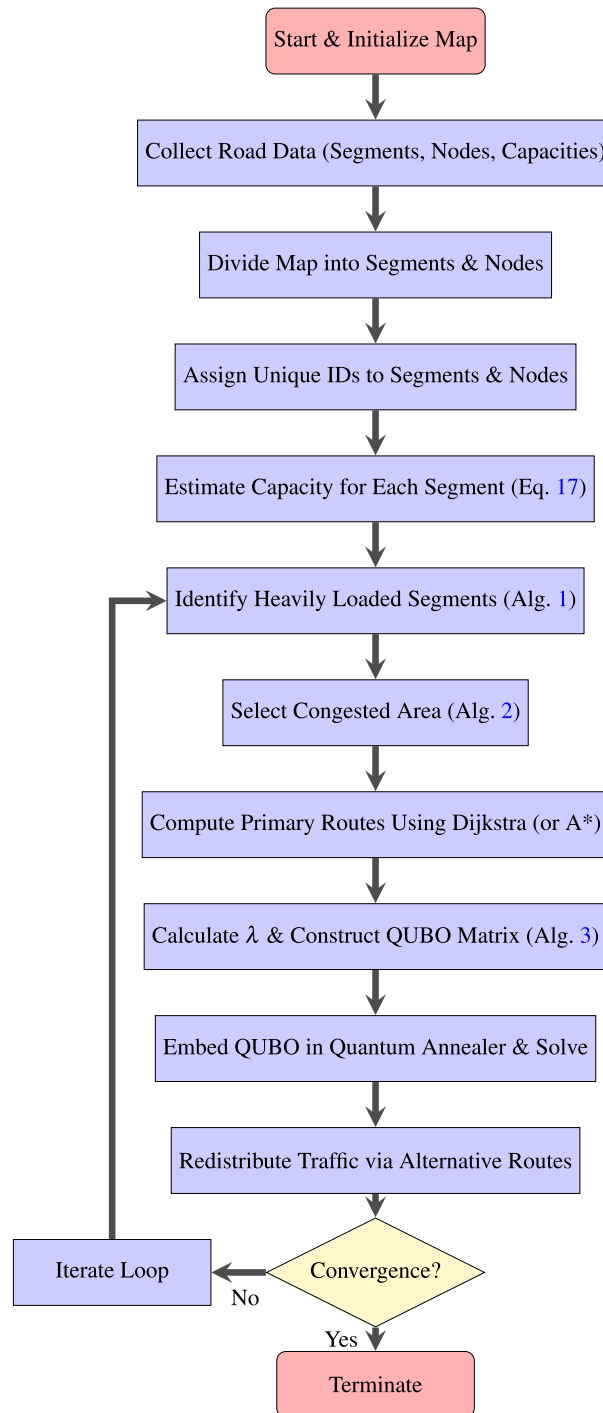 Start & Initialize Map
Collect Road Data (Segments, Nodes, Capacities)
Divide Map into Segments & Nodes
Assign Unique IDs to Segments & Nodes
Estimate Capacity for Each Segment (Eq. 17)
Identify Heavily Loaded Segments (Alg. 1)
Select Congested Area (Alg. 2)
Compute Primary Routes Using Dijkstra (or A*)
Calculate λ & Construct QUBO Matrix (Alg. 3)
Embed QUBO in Quantum Annealer & Solve
Redistribute Traffic via Alternative Routes
Iterate Loop
No
Convergence?
Yes
Terminate